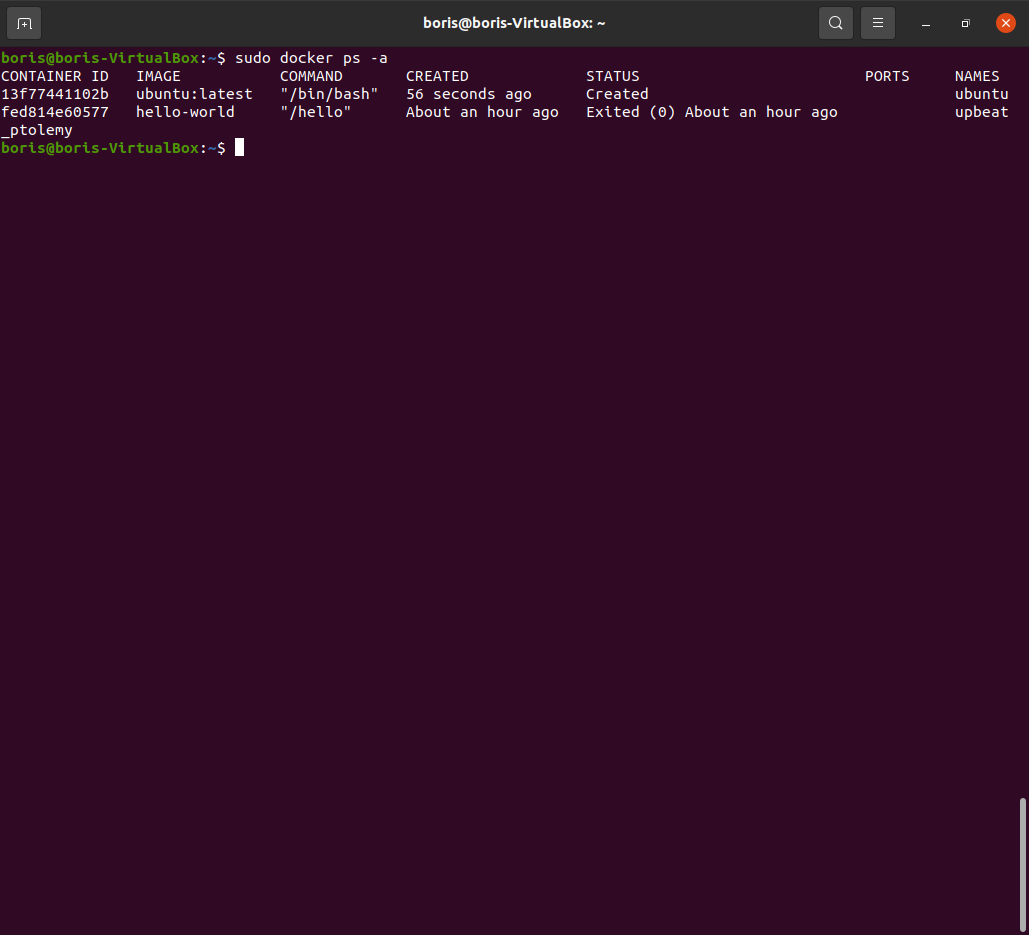 boris@boris-VirtualBox: ~
boris@boris-VirtualBox:~$ sudo docker ps -a
CONTAINER ID   IMAGE           COMMAND       CREATED             STATUS                         PORTS     NAMES
13f77441102b   ubuntu:latest   "/bin/bash"   56 seconds ago      Created                                  ubuntu
fed814e60577   hello-world     "/hello"      About an hour ago   Exited (0) About an hour ago             upbeat
_ptolemy
boris@boris-VirtualBox:~$